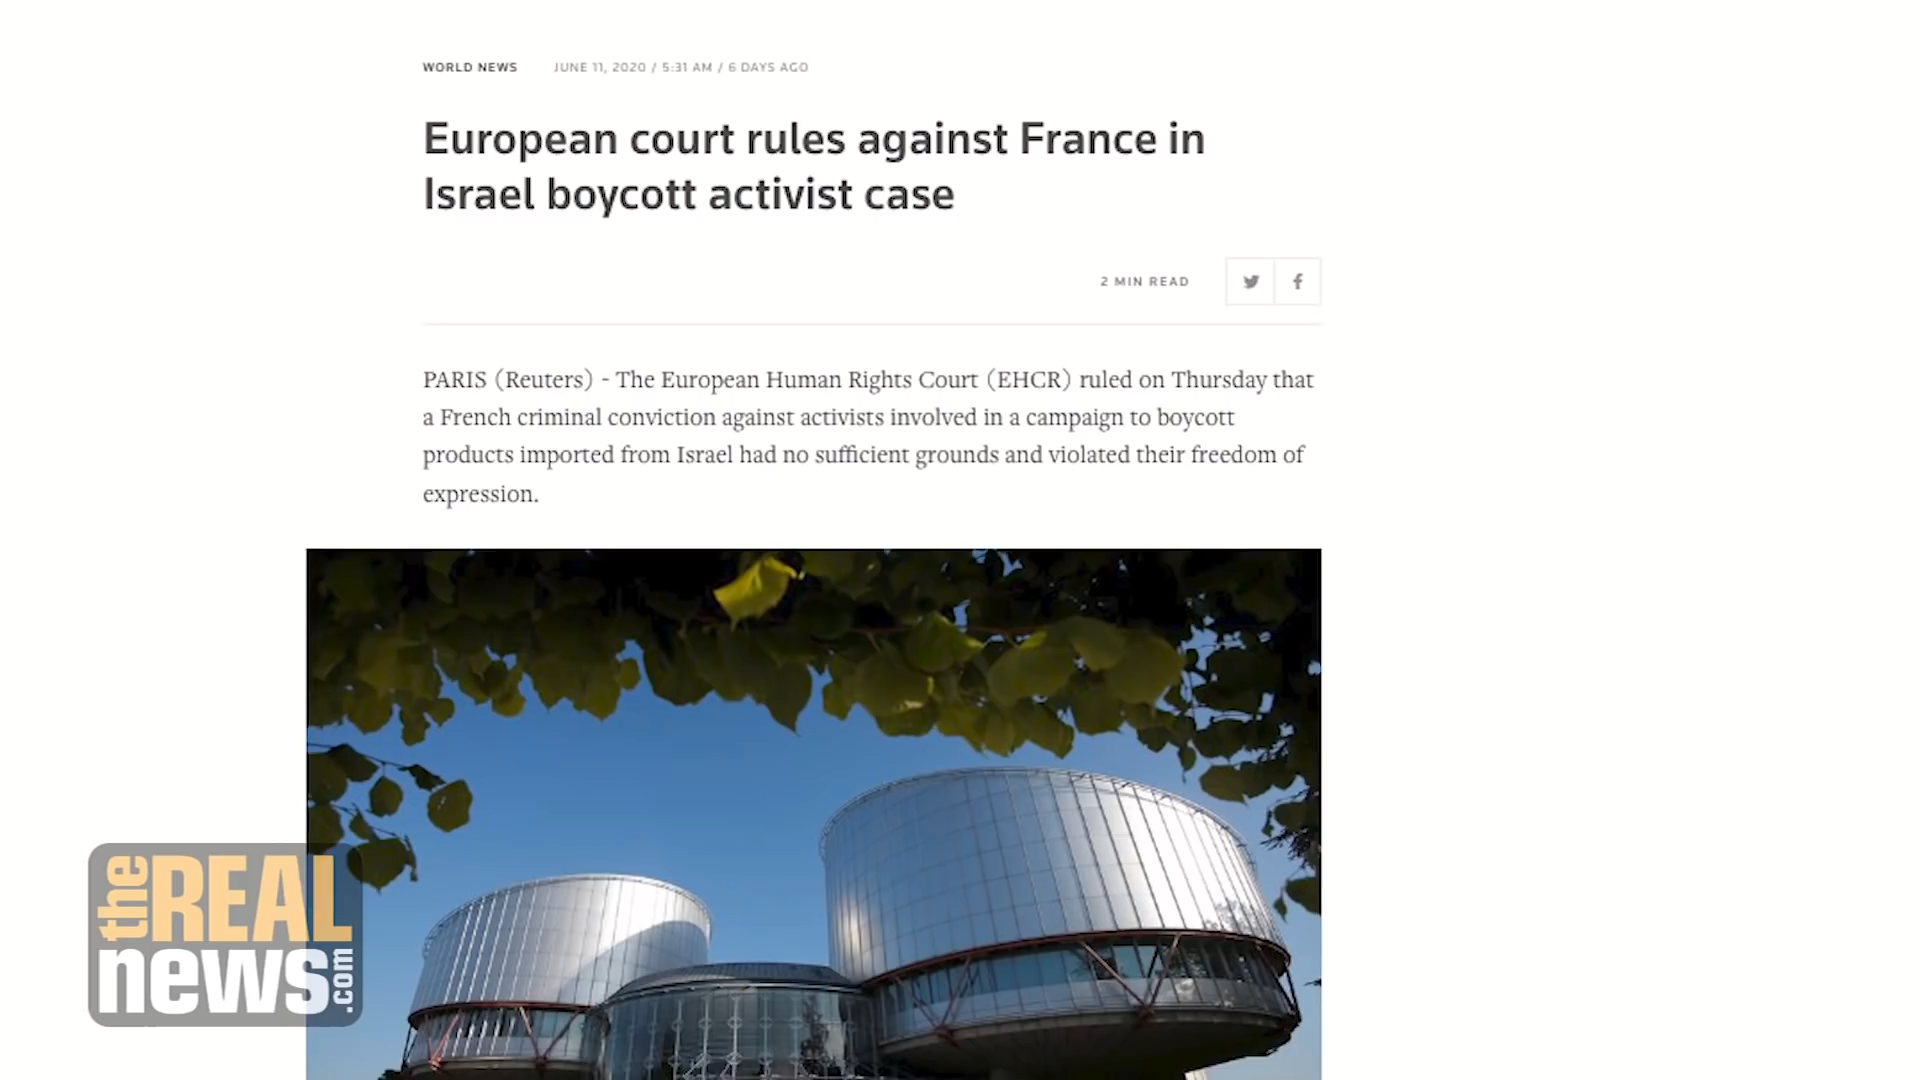 WORLD NEWS JUNE 11, 2020 / 5:31 AM / 6 DAYS AGO
European court rules against France in
Israel boycott activist case
2 MIN READ
PARIS (Reuters) - The European Human Rights Court (EHCR) ruled on Thursday that
a French criminal conviction against activists involved in a campaign to boycott
products imported from Israel had no sufficient grounds and violated their freedom of
expression.
the REAL
news.com